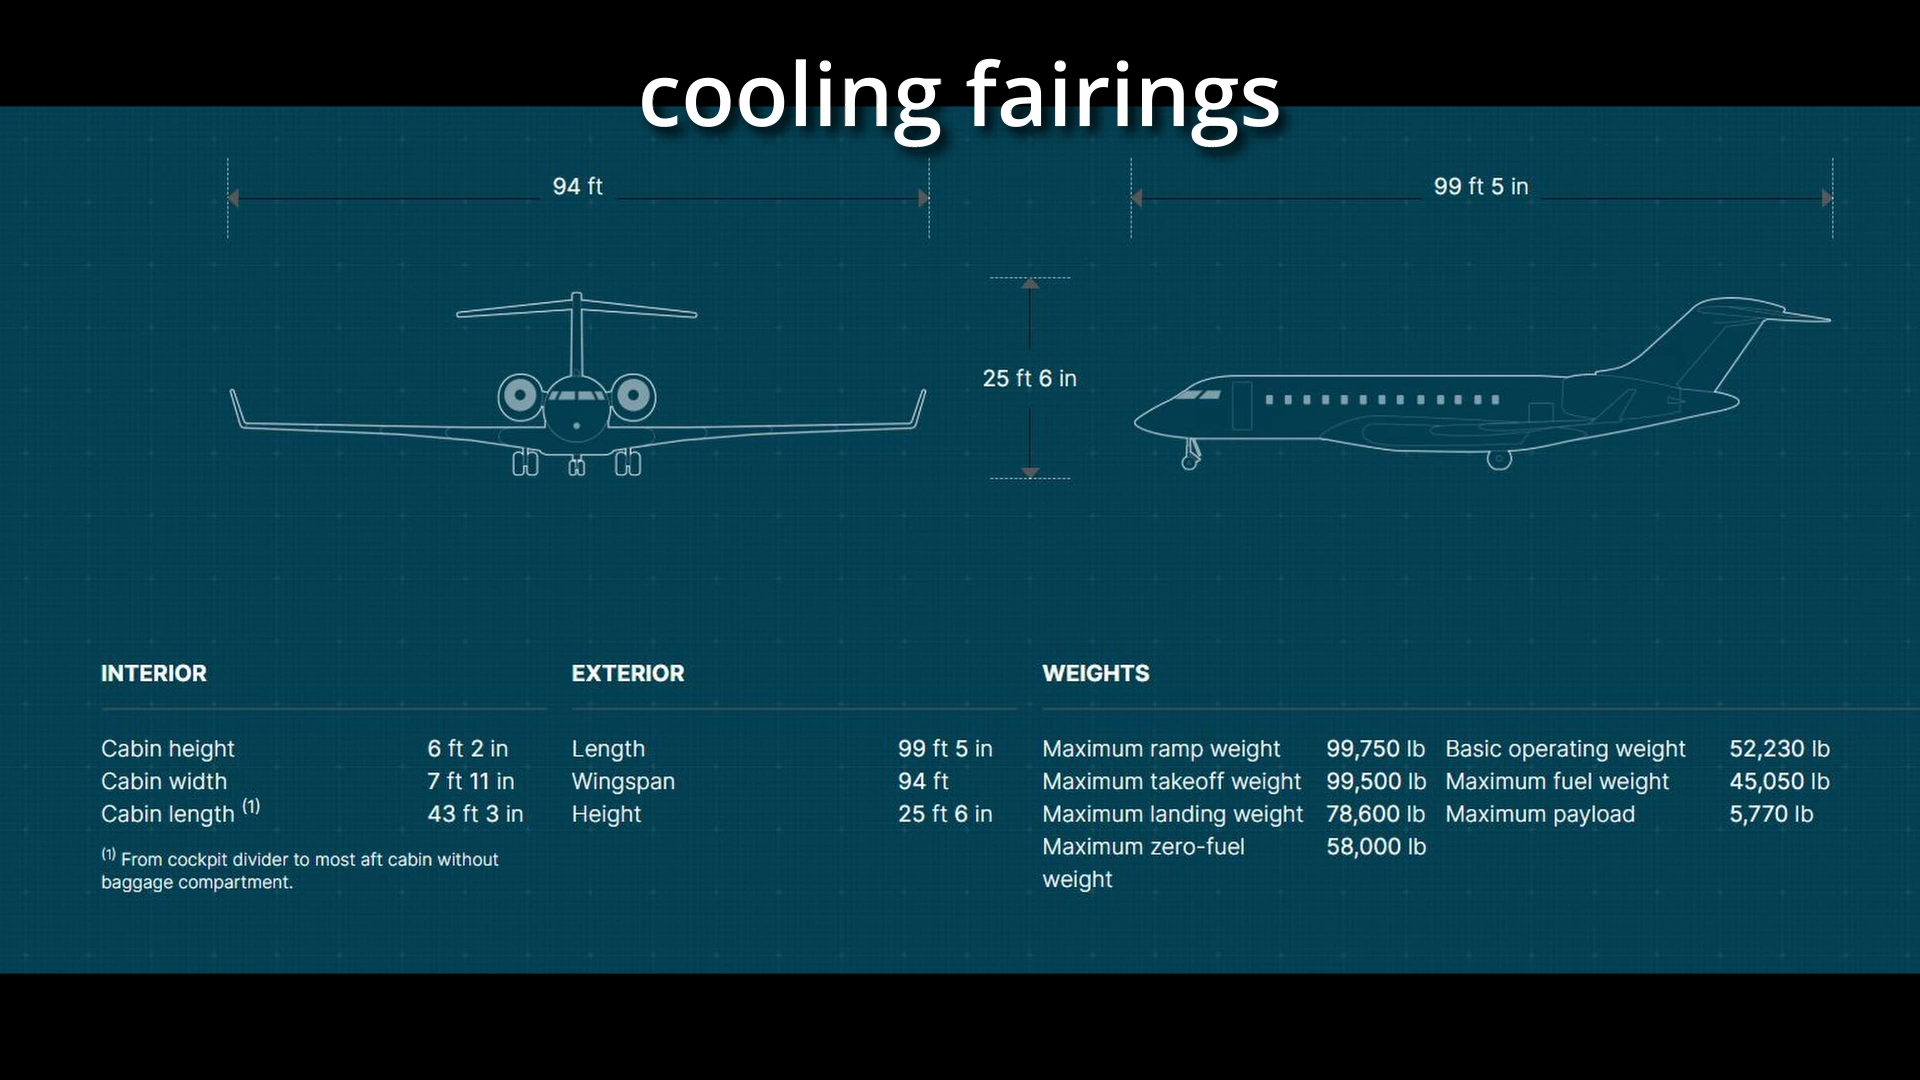 cooling fairings
94 ft
99 ft 5 in
25 ft 6 in
INTERIOR
Cabin height 6 ft 2 in
Cabin width 7 ft 11 in
Cabin length (1) 43 ft 3 in
(1) From cockpit divider to most aft cabin without
baggage compartment.
EXTERIOR
Length 99 ft 5 in
Wingspan 94 ft
Height 25 ft 6 in
WEIGHTS
Maximum ramp weight 99,750 lb
Maximum takeoff weight 99,500 lb
Maximum landing weight 78,600 lb
Maximum zero-fuel 58,000 lb
weight
Basic operating weight 52,230 lb
Maximum fuel weight 45,050 lb
Maximum payload 5,770 lb